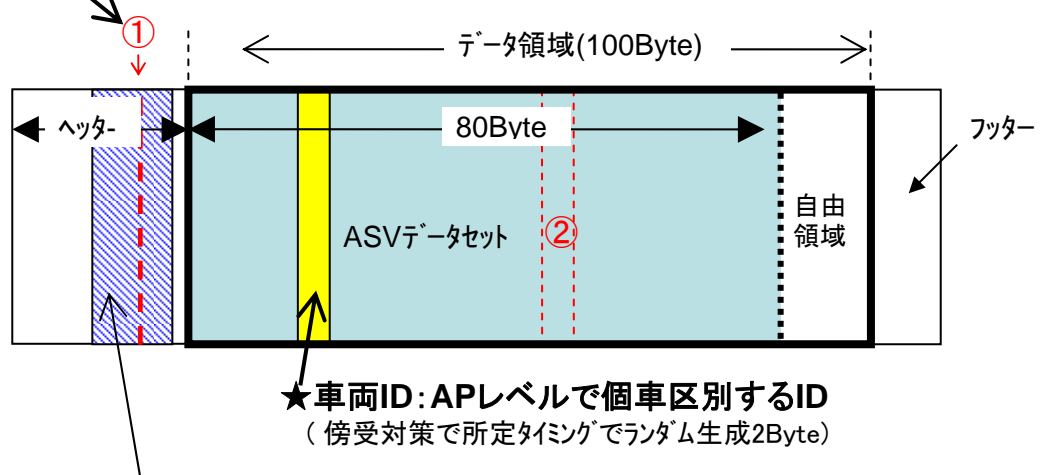 ①
ﾃﾞｰﾀ領域(100Byte)
ﾍｯﾀﾞ-
80Byte
ﾌｯﾀｰ
ASVﾃﾞｰﾀｾｯﾄ
②
自由
領域
★車両ID：APレベルで個車区別するID
（傍受対策で所定ﾀｲﾐﾝｸﾞでﾗﾝﾀﾞﾑ生成2Byte）